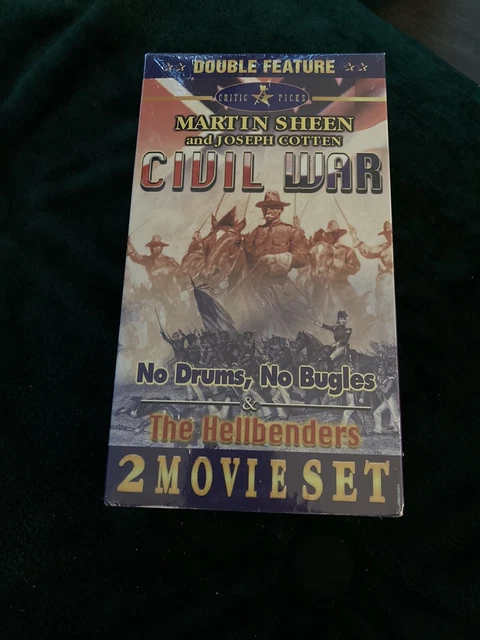 DOUBLE FEATURE
CRITIC PICKS
MARTIN SHEEN
and JOSEPH COTTEN
CIVIL WAR
No Drums, No Bugles
&
The Hellbenders
2 MOVIE SET